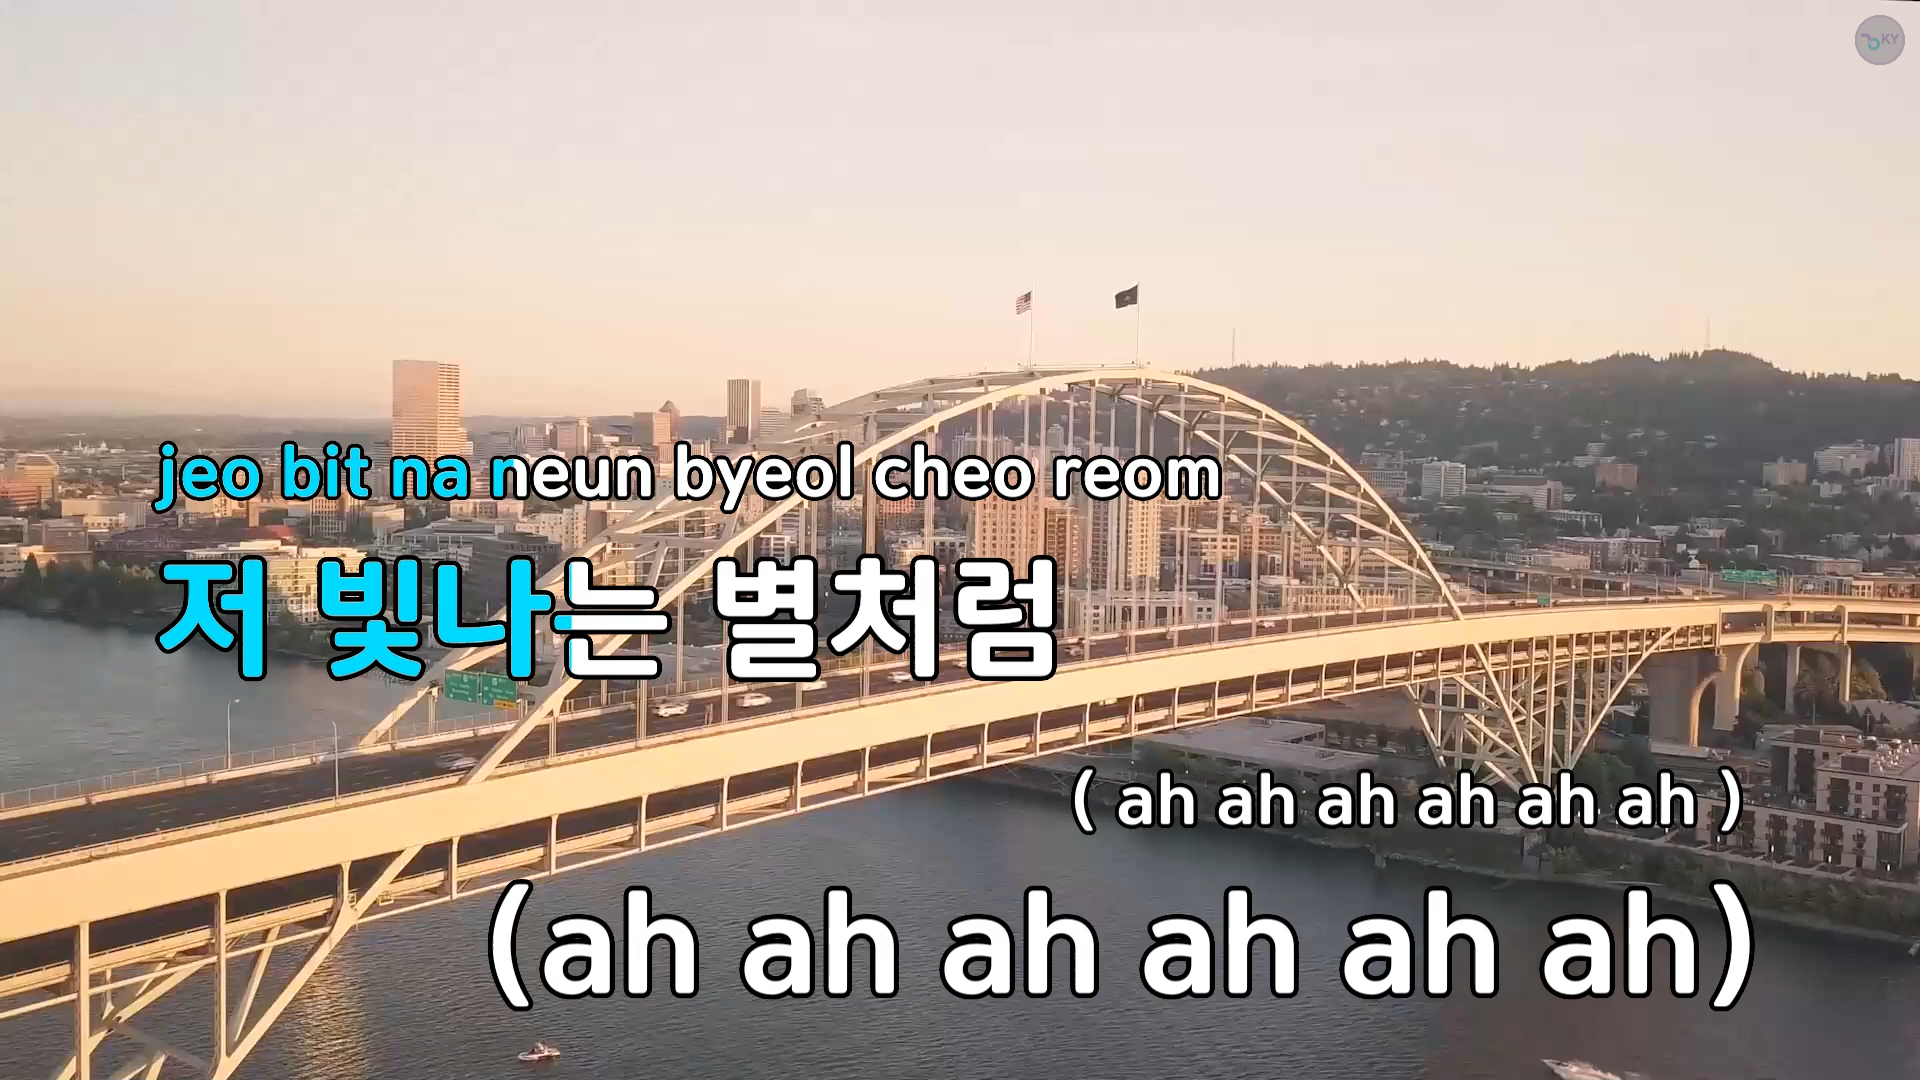 KY
jeo bit na neun byeol cheo reom
저 빛나는 별처럼
( ah ah ah ah ah ah )
(ah ah ah ah ah ah)